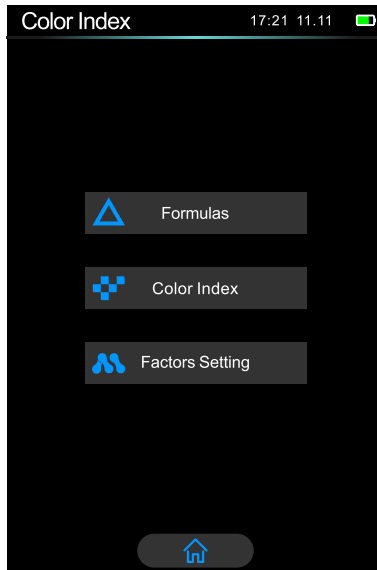 Color Index 17:21 11.11
Formulas
Color Index
Factors Setting